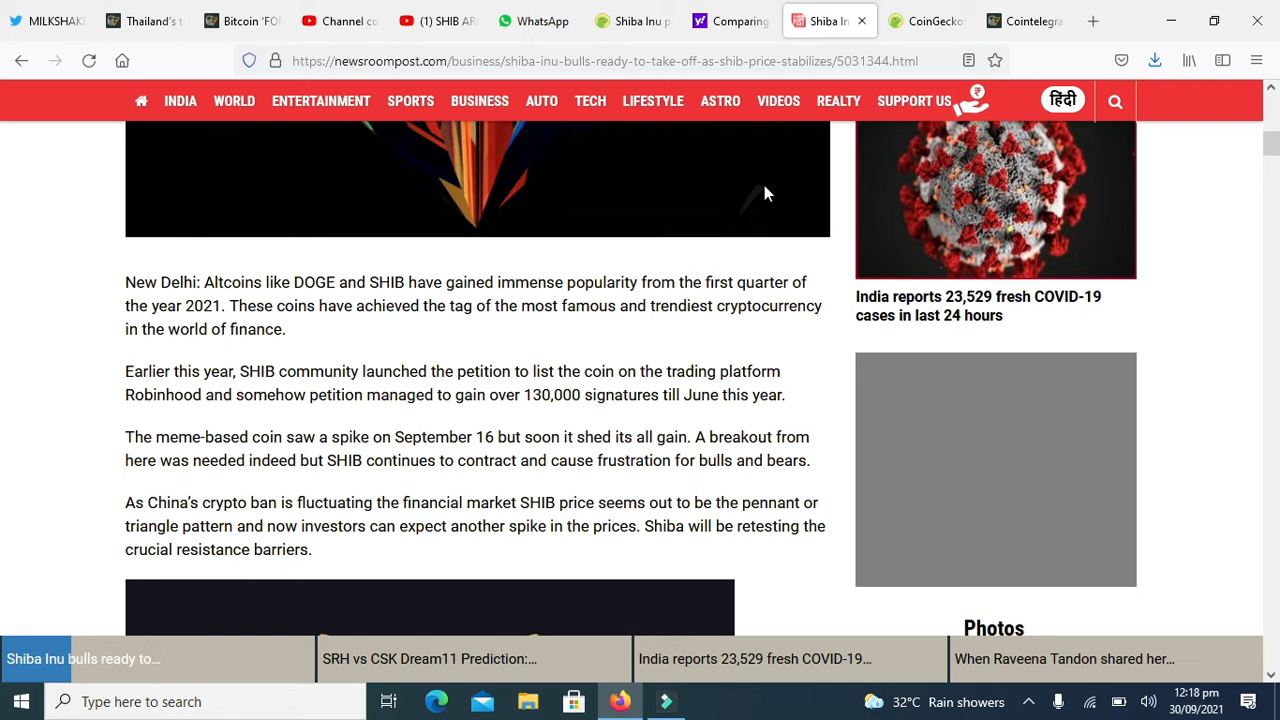 MILKSHAK
Thailand's t
Bitcoin 'FO
Channel co
(1) SHIB AR
WhatsApp
Shiba Inu p
Comparing
Shiba In
CoinGecko
Cointelegra
https://newsroompost.com/business/shiba-inu-bulls-ready-to-take-off-as-shib-price-stabilizes/5031344.html
INDIA WORLD ENTERTAINMENT SPORTS BUSINESS AUTO TECH LIFESTYLE ASTRO VIDEOS REALTY SUPPORT US हिंदी
New Delhi: Altcoins like DOGE and SHIB have gained immense popularity from the first quarter of
the year 2021. These coins have achieved the tag of the most famous and trendiest cryptocurrency
in the world of finance.
Earlier this year, SHIB community launched the petition to list the coin on the trading platform
Robinhood and somehow petition managed to gain over 130,000 signatures till June this year.
The meme-based coin saw a spike on September 16 but soon it shed its all gain. A breakout from
here was needed indeed but SHIB continues to contract and cause frustration for bulls and bears.
As China's crypto ban is fluctuating the financial market SHIB price seems out to be the pennant or
triangle pattern and now investors can expect another spike in the prices. Shiba will be retesting the
crucial resistance barriers.
India reports 23,529 fresh COVID-19
cases in last 24 hours
Photos
Shiba Inu bulls ready to...
SRH vs CSK Dream11 Prediction:...
India reports 23,529 fresh COVID-19...
When Raveena Tandon shared her...
Type here to search
32°C Rain showers
12:18 pm
30/09/2021